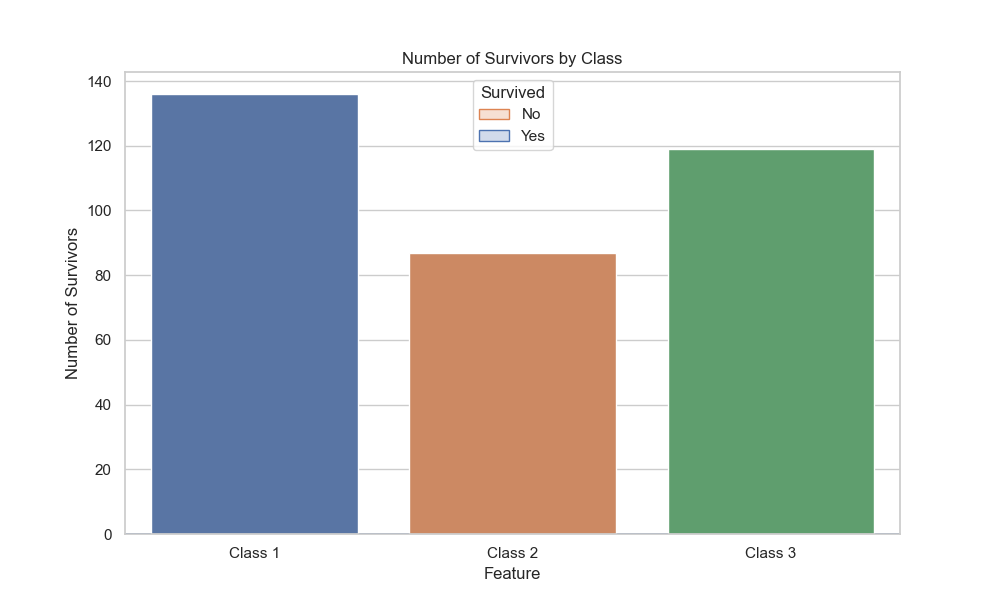 Number of Survivors by Class
Survived
No
Yes
Number of Survivors
140
120
100
80
60
40
20
0
Class 1 Class 2 Class 3
Feature